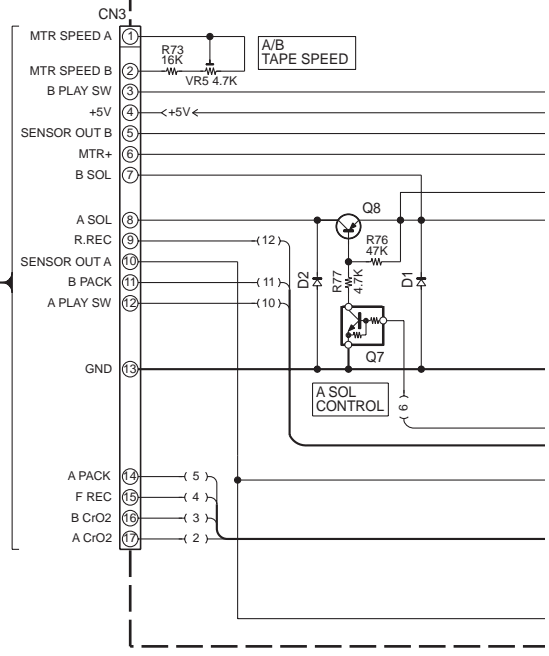 CN3
MTR SPEED A 1
R73
16K
A/B
TAPE SPEED
MTR SPEED B 2
VR5 4.7K
B PLAY SW 3
+5V 4 +5V
SENSOR OUT B 5
MTR+ 6
B SOL 7
Q8
A SOL 8
R.REC 9 12
R76
47K
SENSOR OUT A 10
B PACK 11 11
D2
R77
4.7K
D1
A PLAY SW 12 10
Q7
GND 13
A SOL
CONTROL
9
A PACK 14 5
F REC 15 4
B CrO2 16 3
A CrO2 17 2